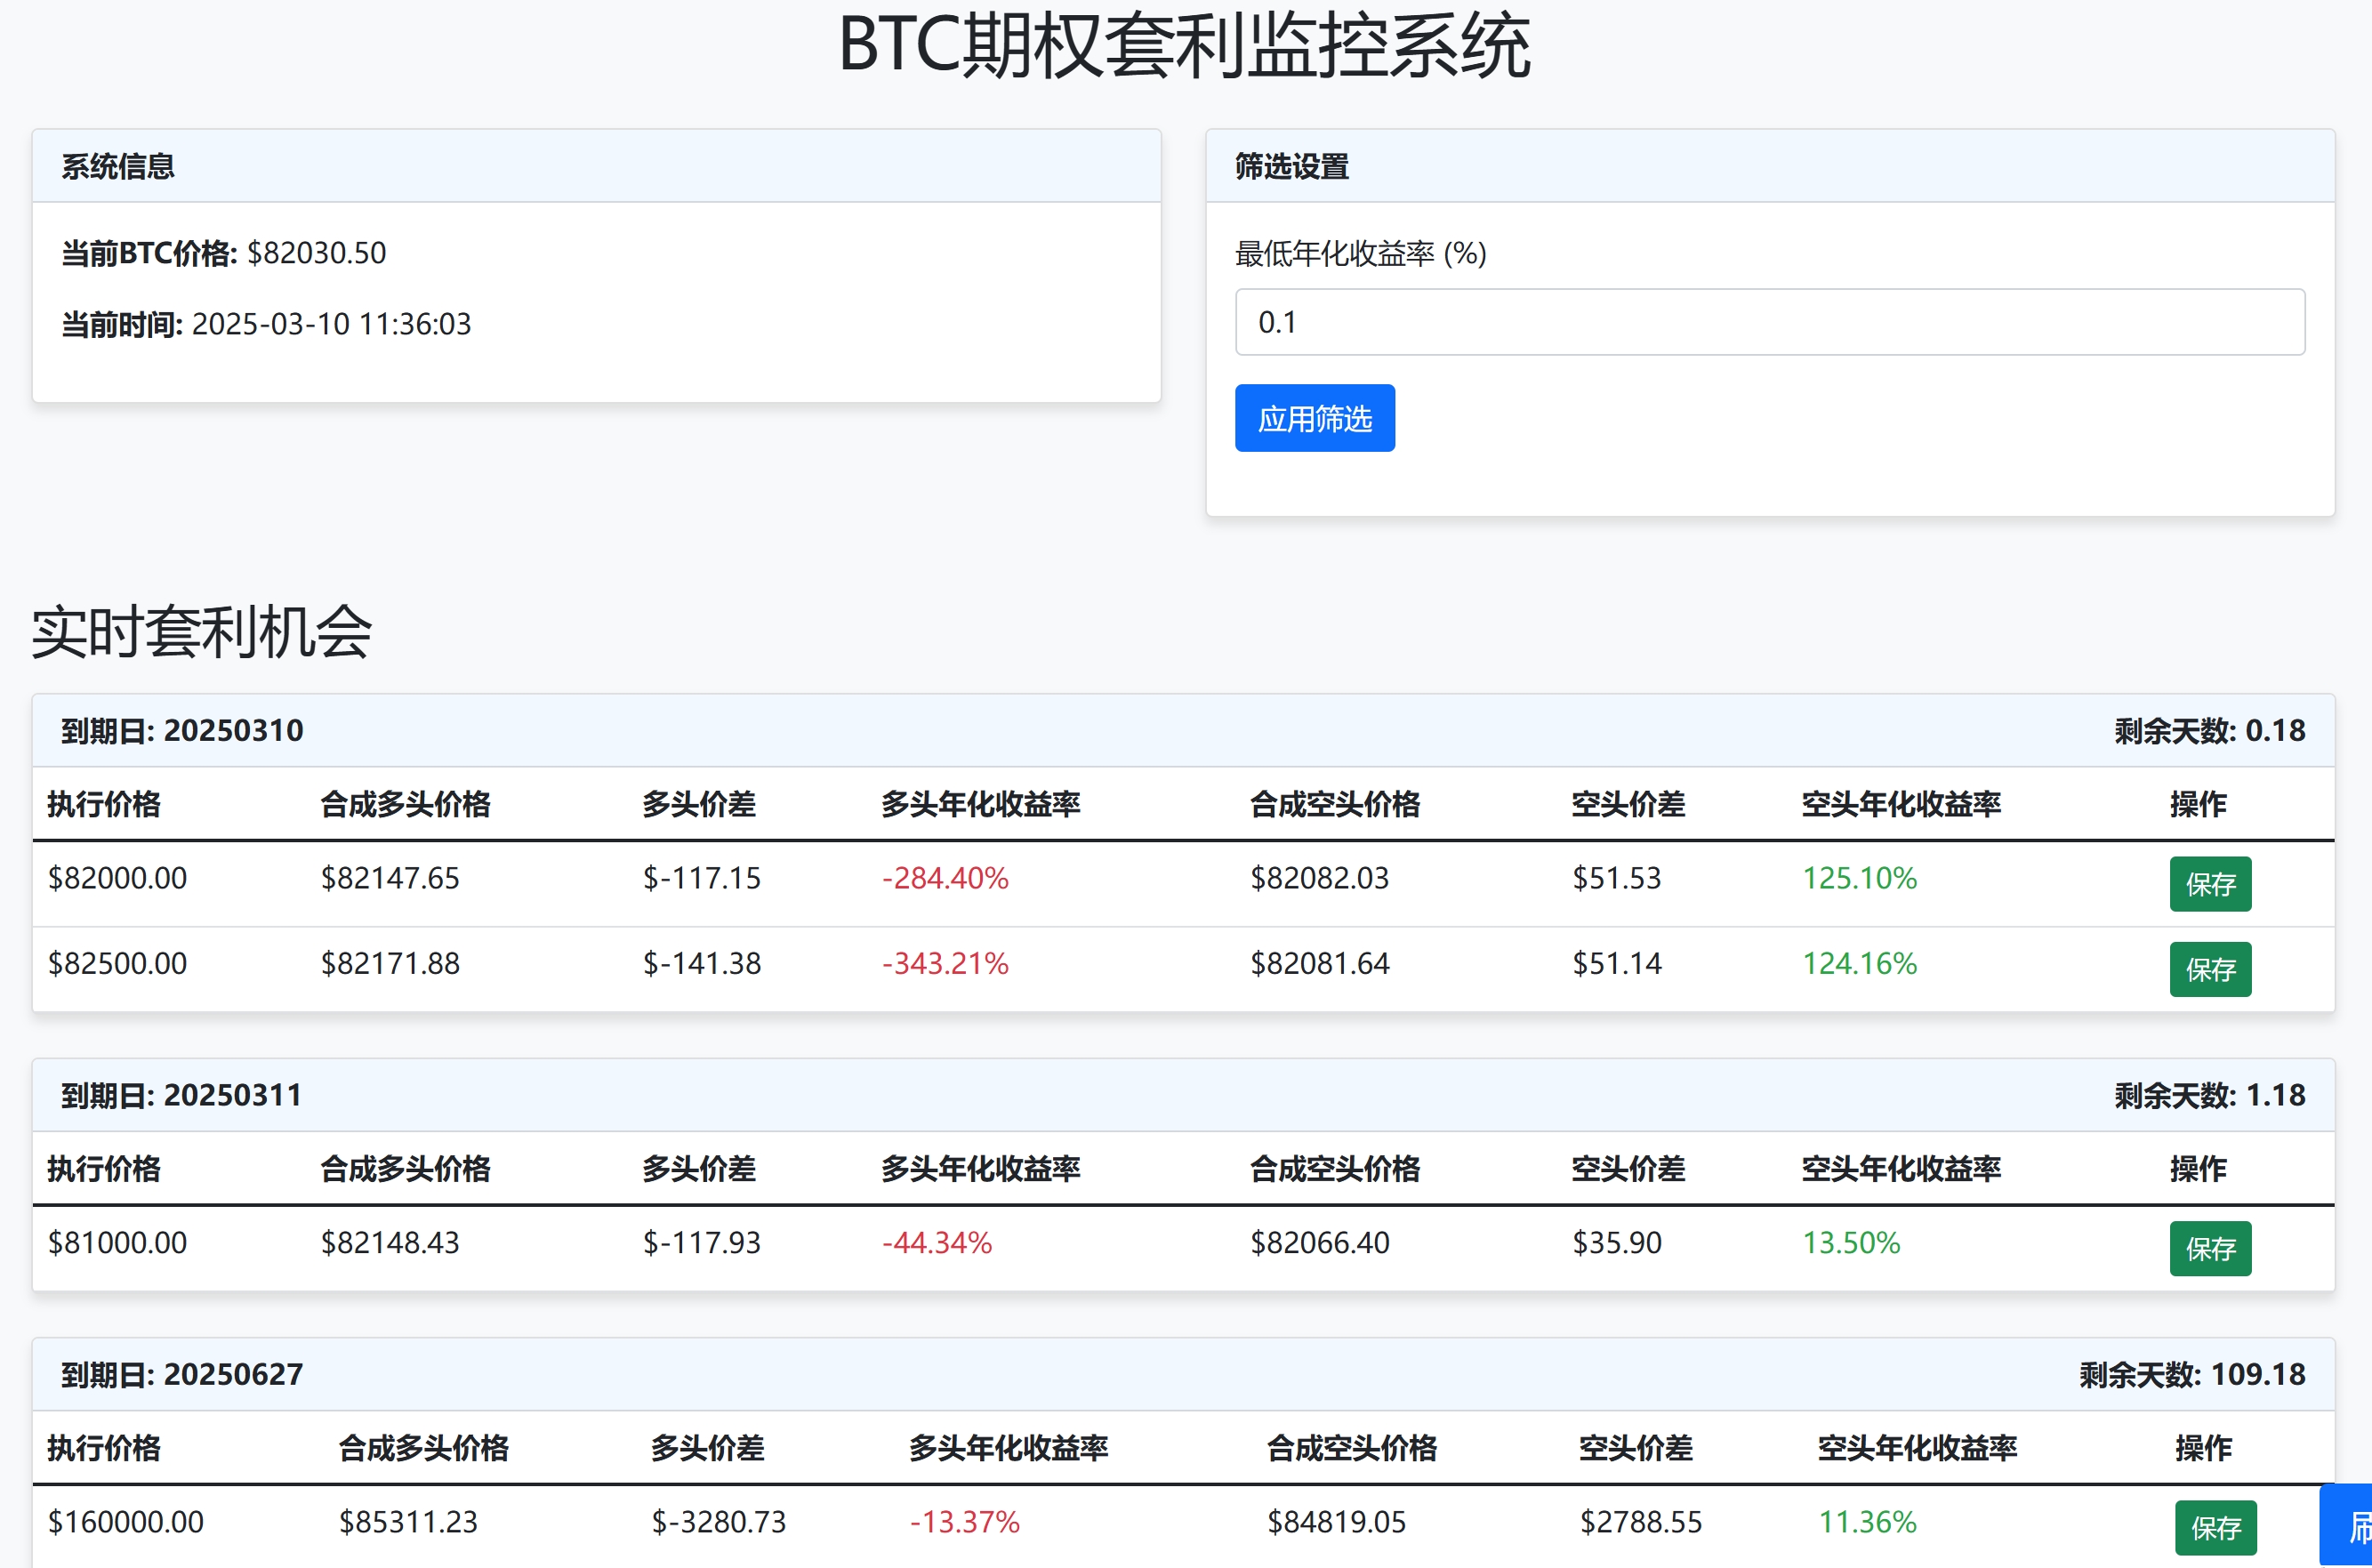 BTC期权套利监控系统
系统信息
当前BTC价格: $82030.50
当前时间: 2025-03-10 11:36:03
筛选设置
最低年化收益率 (%)
0.1
应用筛选
实时套利机会
到期日: 20250310 剩余天数: 0.18
执行价格 合成多头价格 多头价差 多头年化收益率 合成空头价格 空头价差 空头年化收益率 操作
$82000.00 $82147.65 $-117.15 -284.40% $82082.03 $51.53 125.10% 保存
$82500.00 $82171.88 $-141.38 -343.21% $82081.64 $51.14 124.16% 保存
到期日: 20250311 剩余天数: 1.18
执行价格 合成多头价格 多头价差 多头年化收益率 合成空头价格 空头价差 空头年化收益率 操作
$81000.00 $82148.43 $-117.93 -44.34% $82066.40 $35.90 13.50% 保存
到期日: 20250627 剩余天数: 109.18
执行价格 合成多头价格 多头价差 多头年化收益率 合成空头价格 空头价差 空头年化收益率 操作
$160000.00 $85311.23 $-3280.73 -13.37% $84819.05 $2788.55 11.36% 保存